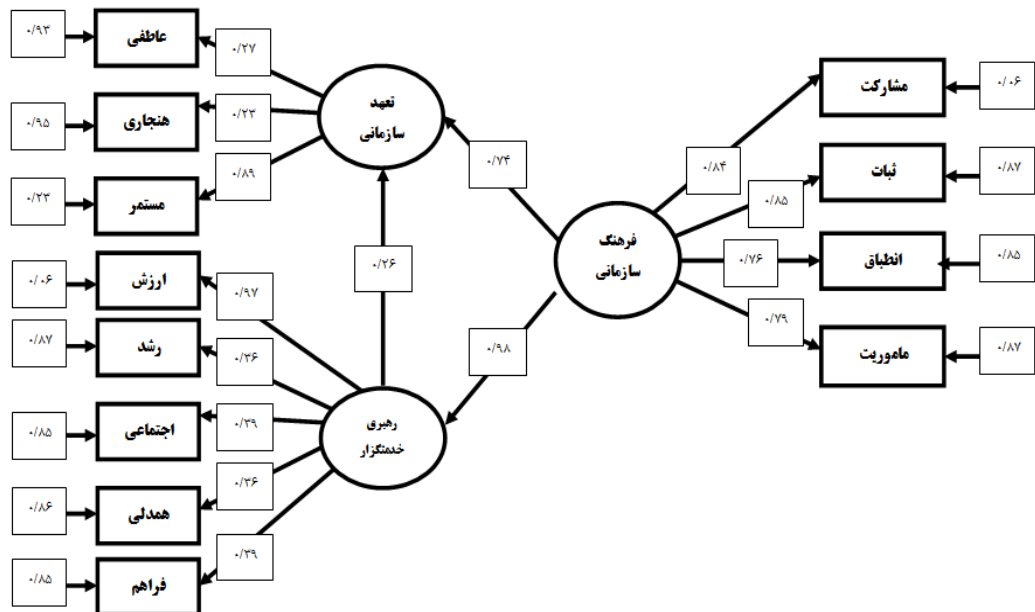 ۰/۹۳
عاطفی
۰/۲۷
۰/۹۵
هنجاری
۰/۲۳
۰/۲۳
مستمر
۰/۸۹
تعهد
سازمانی
۰/۷۴
۰/۲۶
۰/۰۶
ارزش
۰/۹۷
۰/۸۷
رشد
۰/۳۶
۰/۸۵
اجتماعی
۰/۳۹
۰/۸۶
همدلی
۰/۳۶
۰/۸۵
فراهم
۰/۳۹
رهبری
خدمتگزار
۰/۹۸
فرهنگ
سازمانی
۰/۸۴
مشارکت
۰/۰۶
۰/۸۵
ثبات
۰/۸۷
۰/۷۶
انطباق
۰/۸۵
۰/۷۹
ماموریت
۰/۸۷